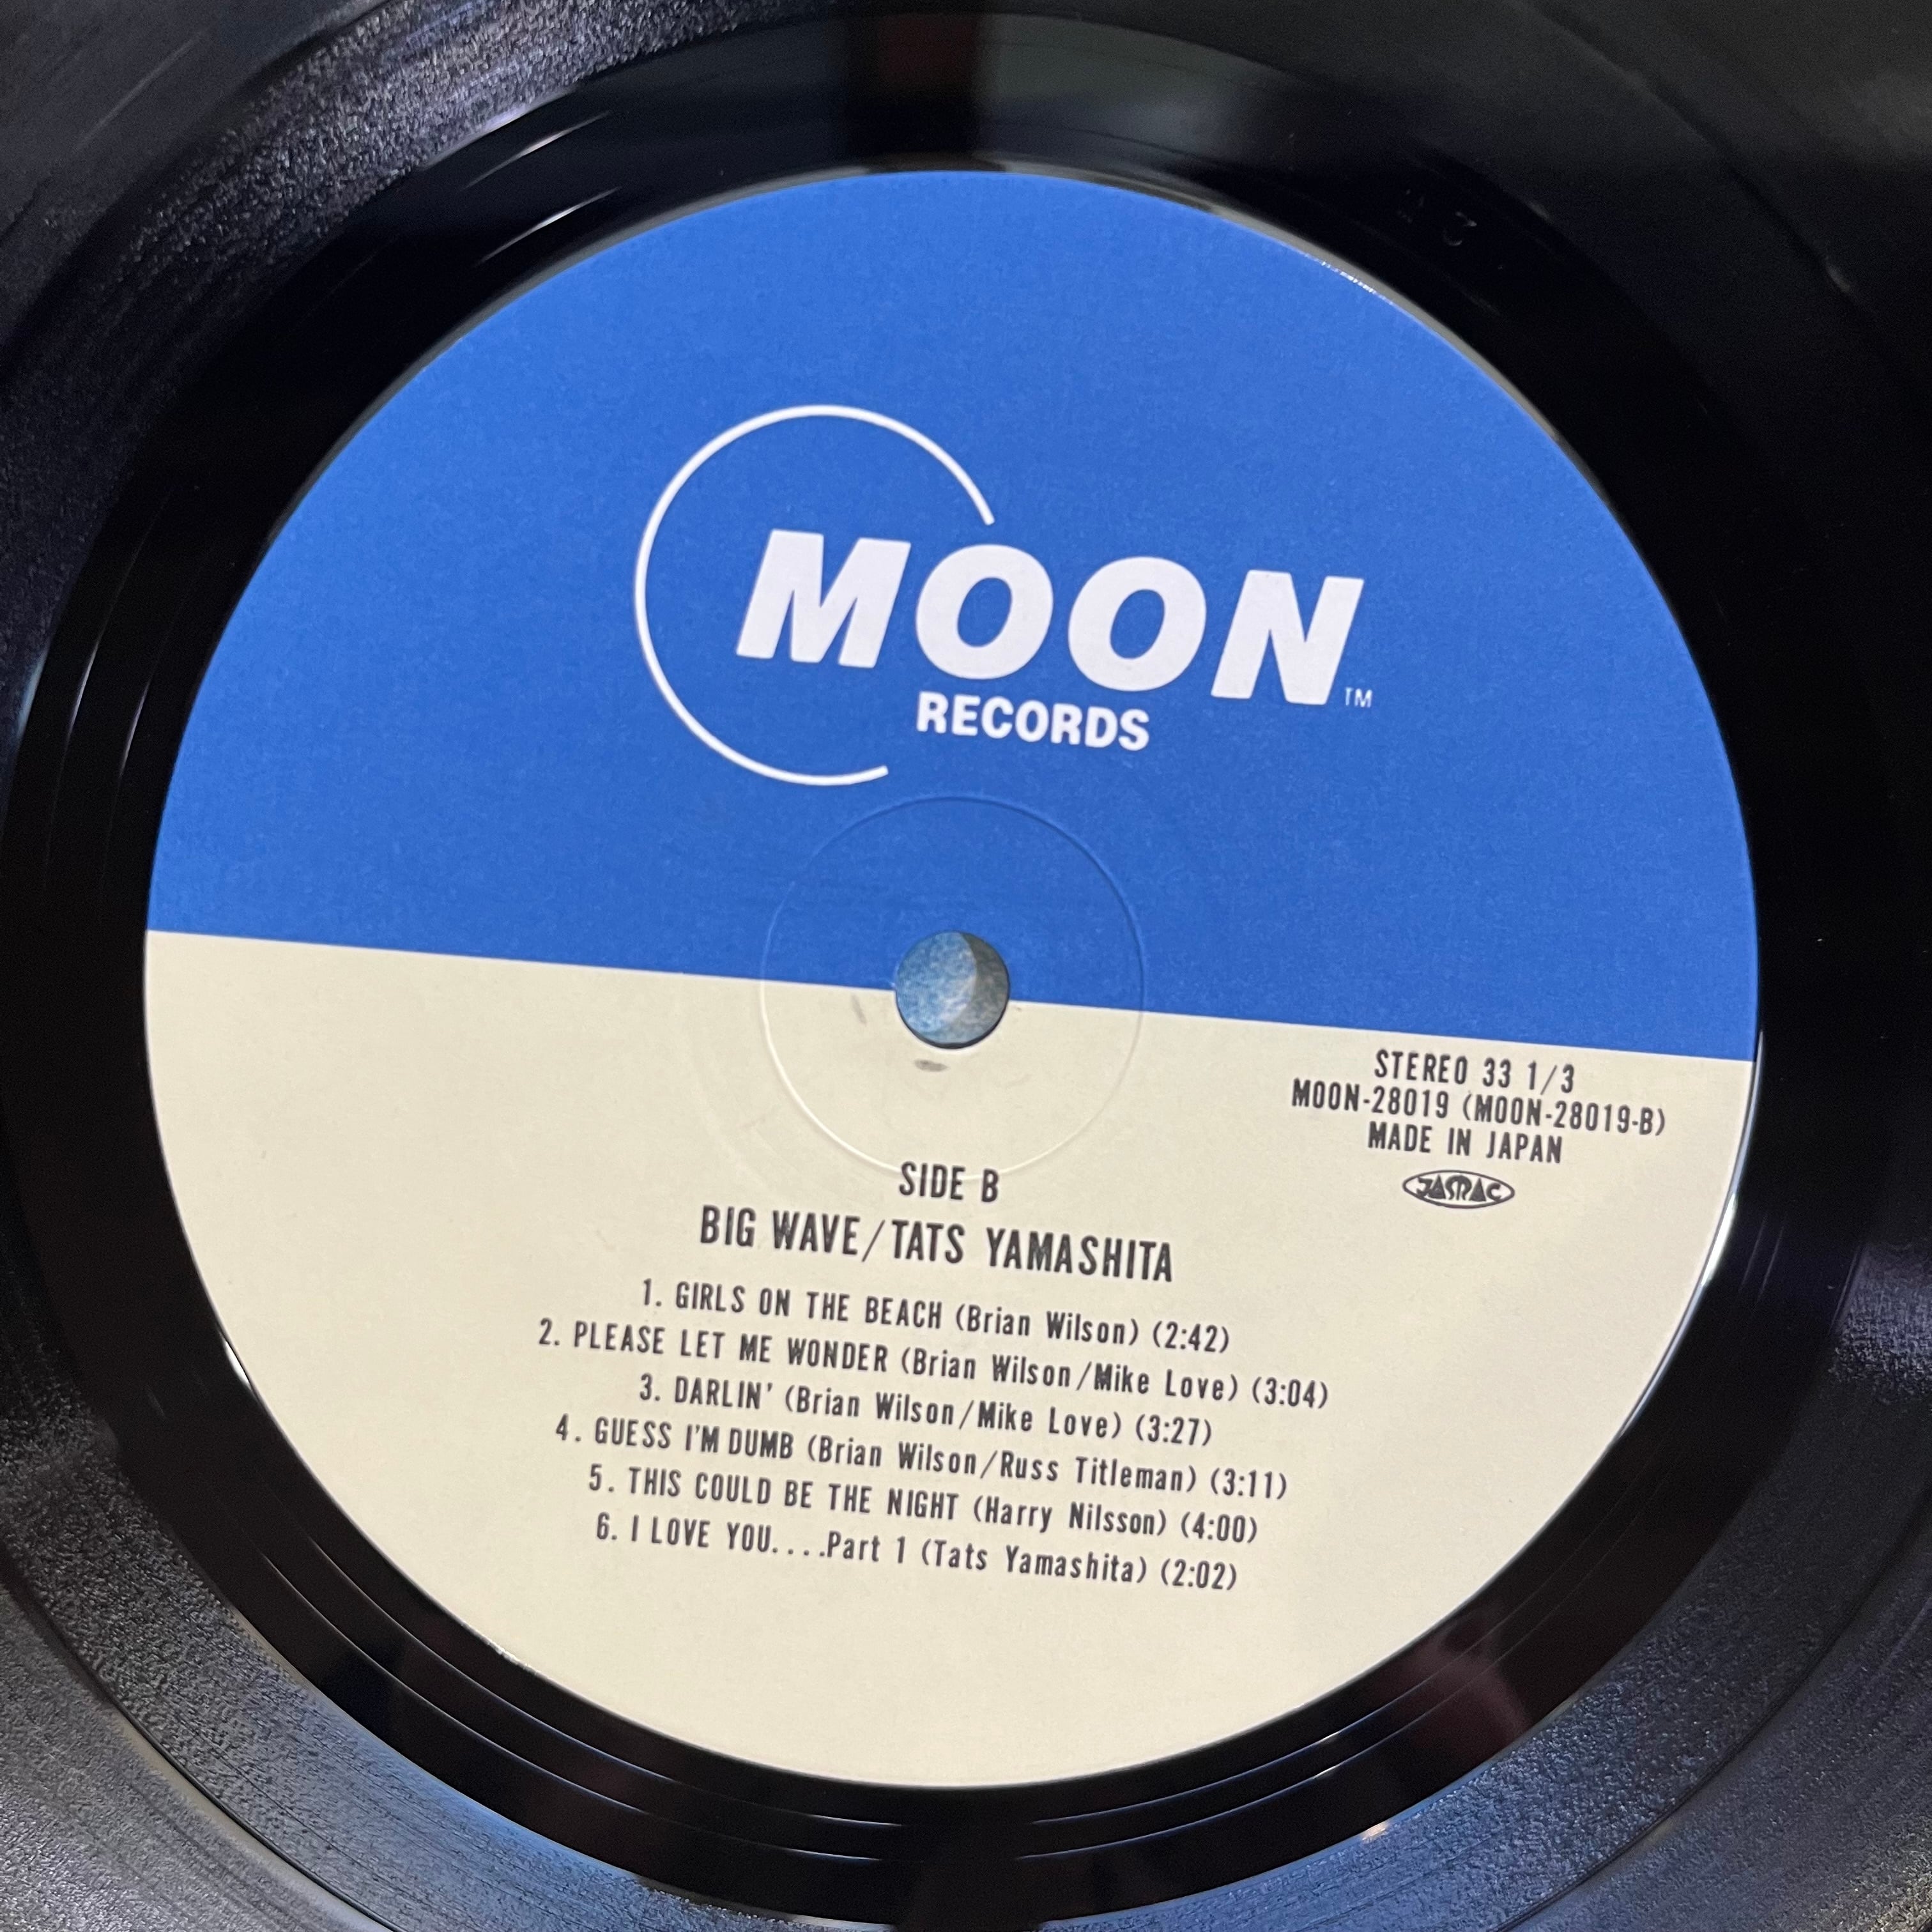 MOON™
RECORDS
STEREO 33 1/3
MOON-28019 (MOON-28019-B)
MADE IN JAPAN
JASRAC
SIDE B
BIG WAVE/TATS YAMASHITA
1. GIRLS ON THE BEACH (Brian Wilson) (2:42)
2. PLEASE LET ME WONDER (Brian Wilson/Mike Love) (3:04)
3. DARLIN' (Brian Wilson/Mike Love) (3:27)
4. GUESS I'M DUMB (Brian Wilson/Russ Titleman) (3:11)
5. THIS COULD BE THE NIGHT (Harry Nilsson) (4:00)
6. I LOVE YOU....Part 1 (Tats Yamashita) (2:02)